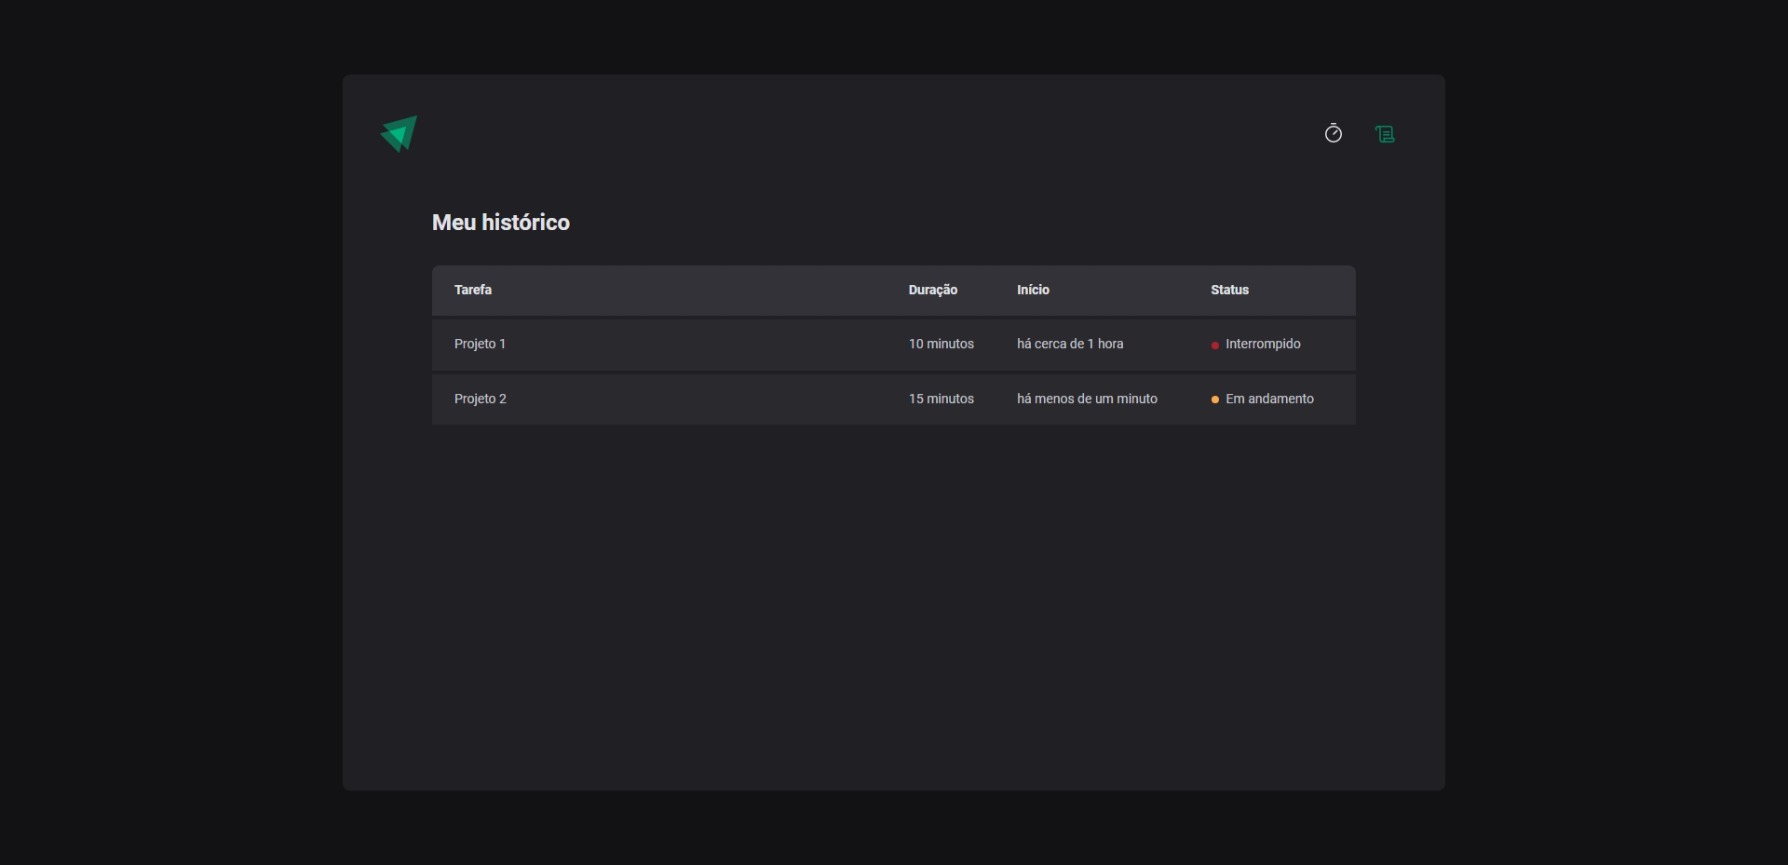 Meu histórico
Tarefa Duração Início Status
Projeto 1 10 minutos há cerca de 1 hora Interrompido
Projeto 2 15 minutos há menos de um minuto Em andamento